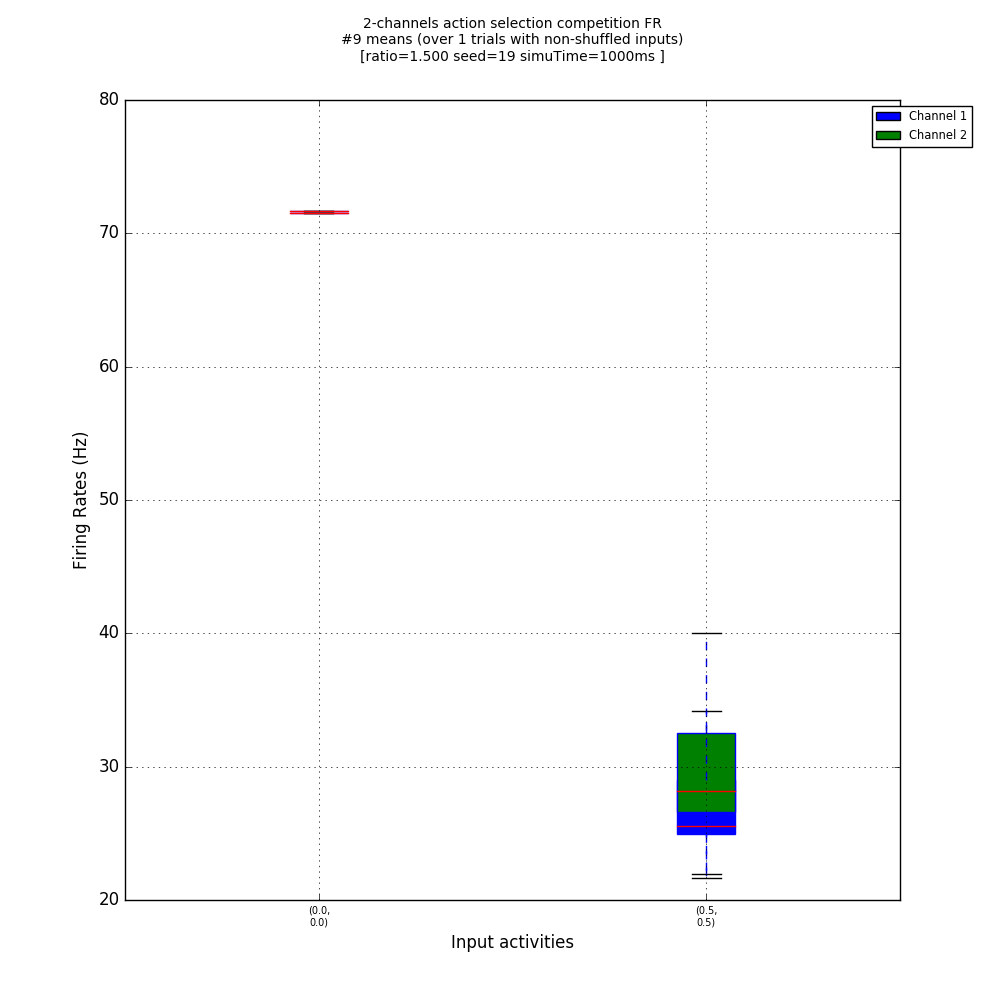 2-channels action selection competition FR
#9 means (over 1 trials with non-shuffled inputs)
[ratio=1.500 seed=19 simuTime=1000ms ]
80
Channel 1
Channel 2
70
60
50
40
30
20
Firing Rates (Hz)
(0.0,
0.0)
(0.5,
0.5)
Input activities